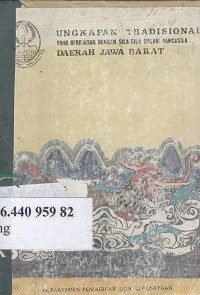 UNGKAPAN TRADISIONAL
YANG BERKAITAN DENGAN SILA-SILA DALAM PANCASILA
DAERAH JAWA BARAT
6.440 959 82
ng
DEPARTEMEN PENDIDIKAN DAN KEBUDAYAAN